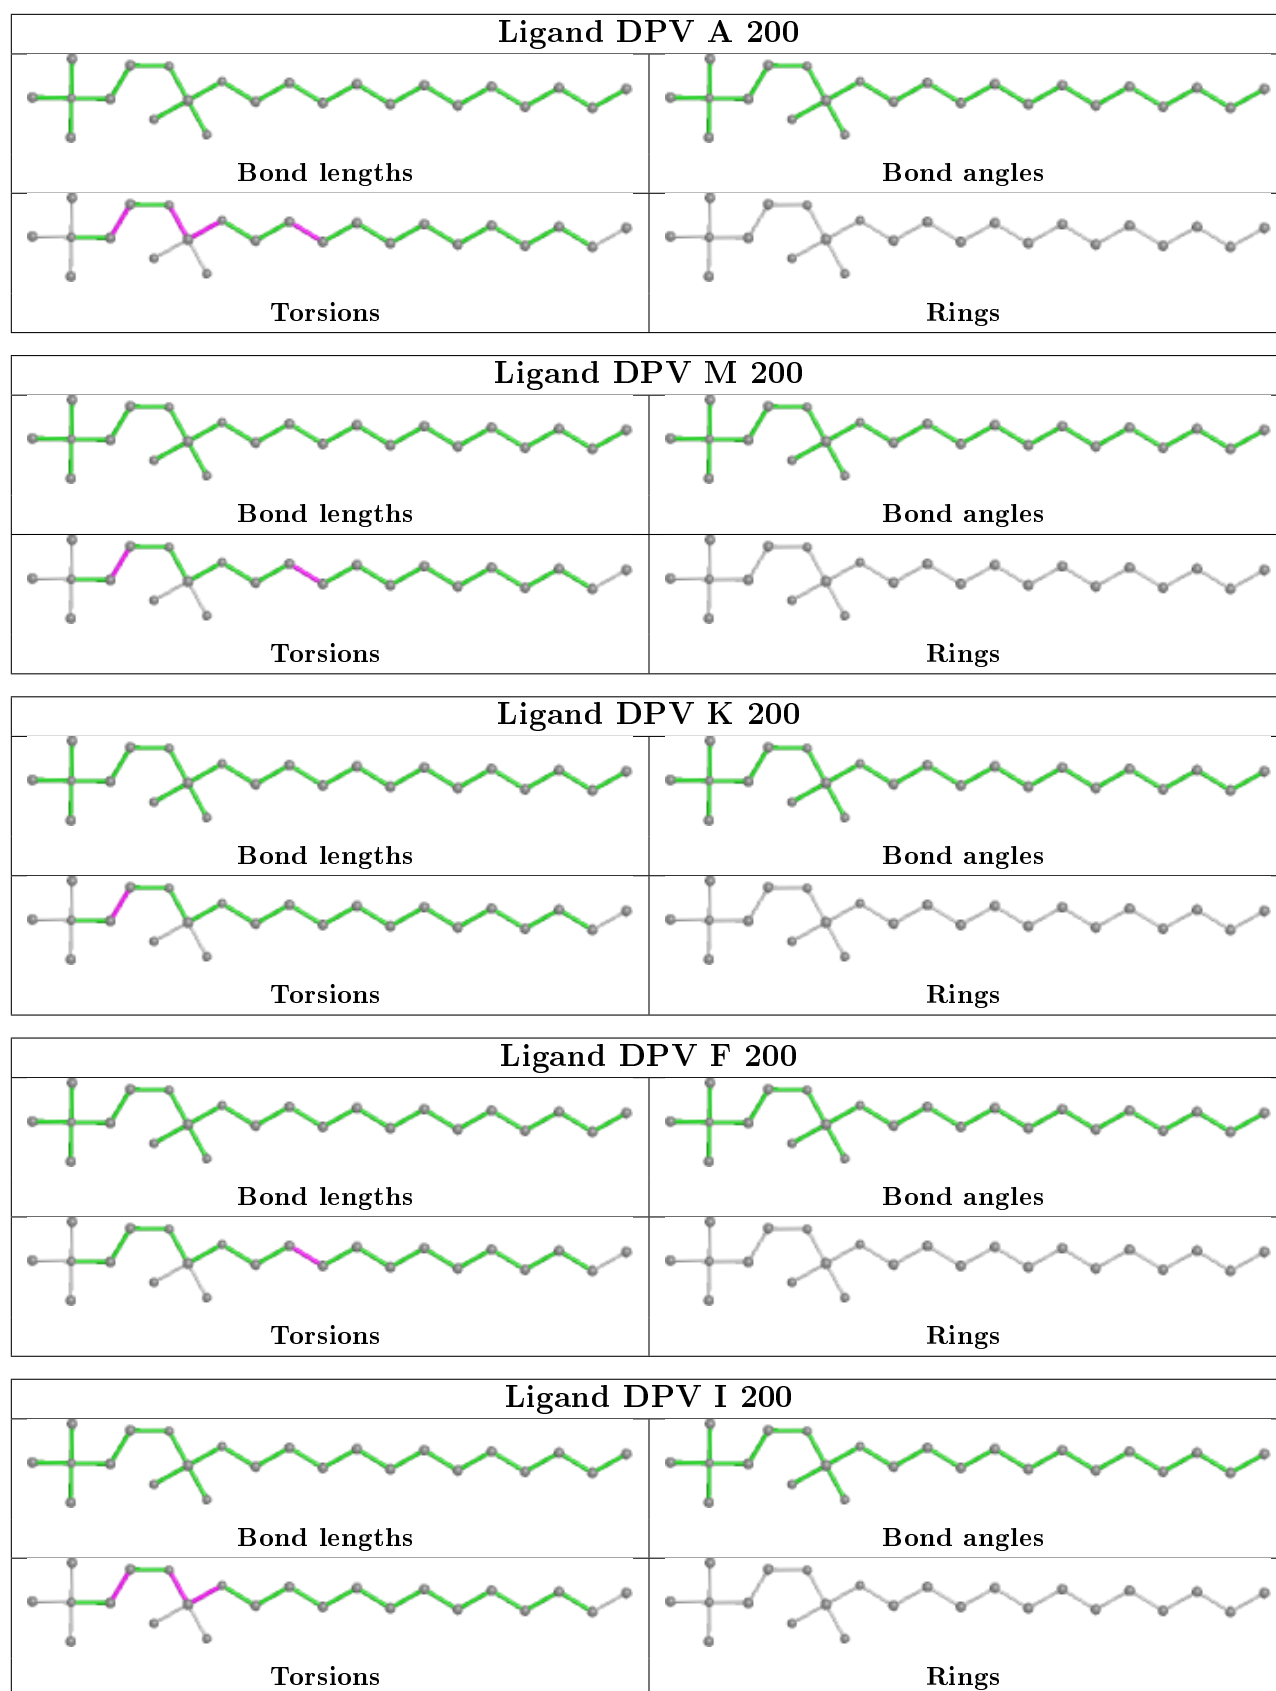 Ligand DPV A 200
Bond lengths
Bond angles
Torsions
Rings
Ligand DPV M 200
Bond lengths
Bond angles
Torsions
Rings
Ligand DPV K 200
Bond lengths
Bond angles
Torsions
Rings
Ligand DPV F 200
Bond lengths
Bond angles
Torsions
Rings
Ligand DPV I 200
Bond lengths
Bond angles
Torsions
Rings